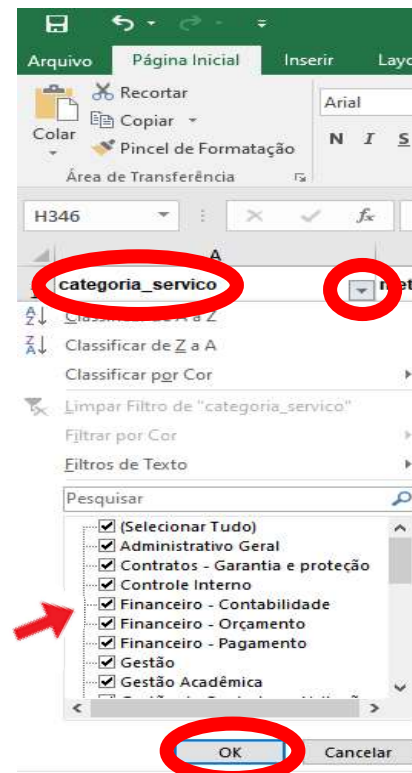 Arquivo Página Inicial Inserir Layo
Recortar
Copiar
Colar
Pincel de Formatação
Arial
N I S
Área de Transferência
H346 fx
A
categoria_servico
Classificar de Z a A
Classificar por Cor
Limpar Filtro de "categoria_servico"
Filtrar por Cor
Filtros de Texto
Pesquisar
(Selecionar Tudo)
Administrativo Geral
Contratos - Garantia e proteção
Controle Interno
Financeiro - Contabilidade
Financeiro - Orçamento
Financeiro - Pagamento
Gestão
Gestão Acadêmica
OK Cancelar